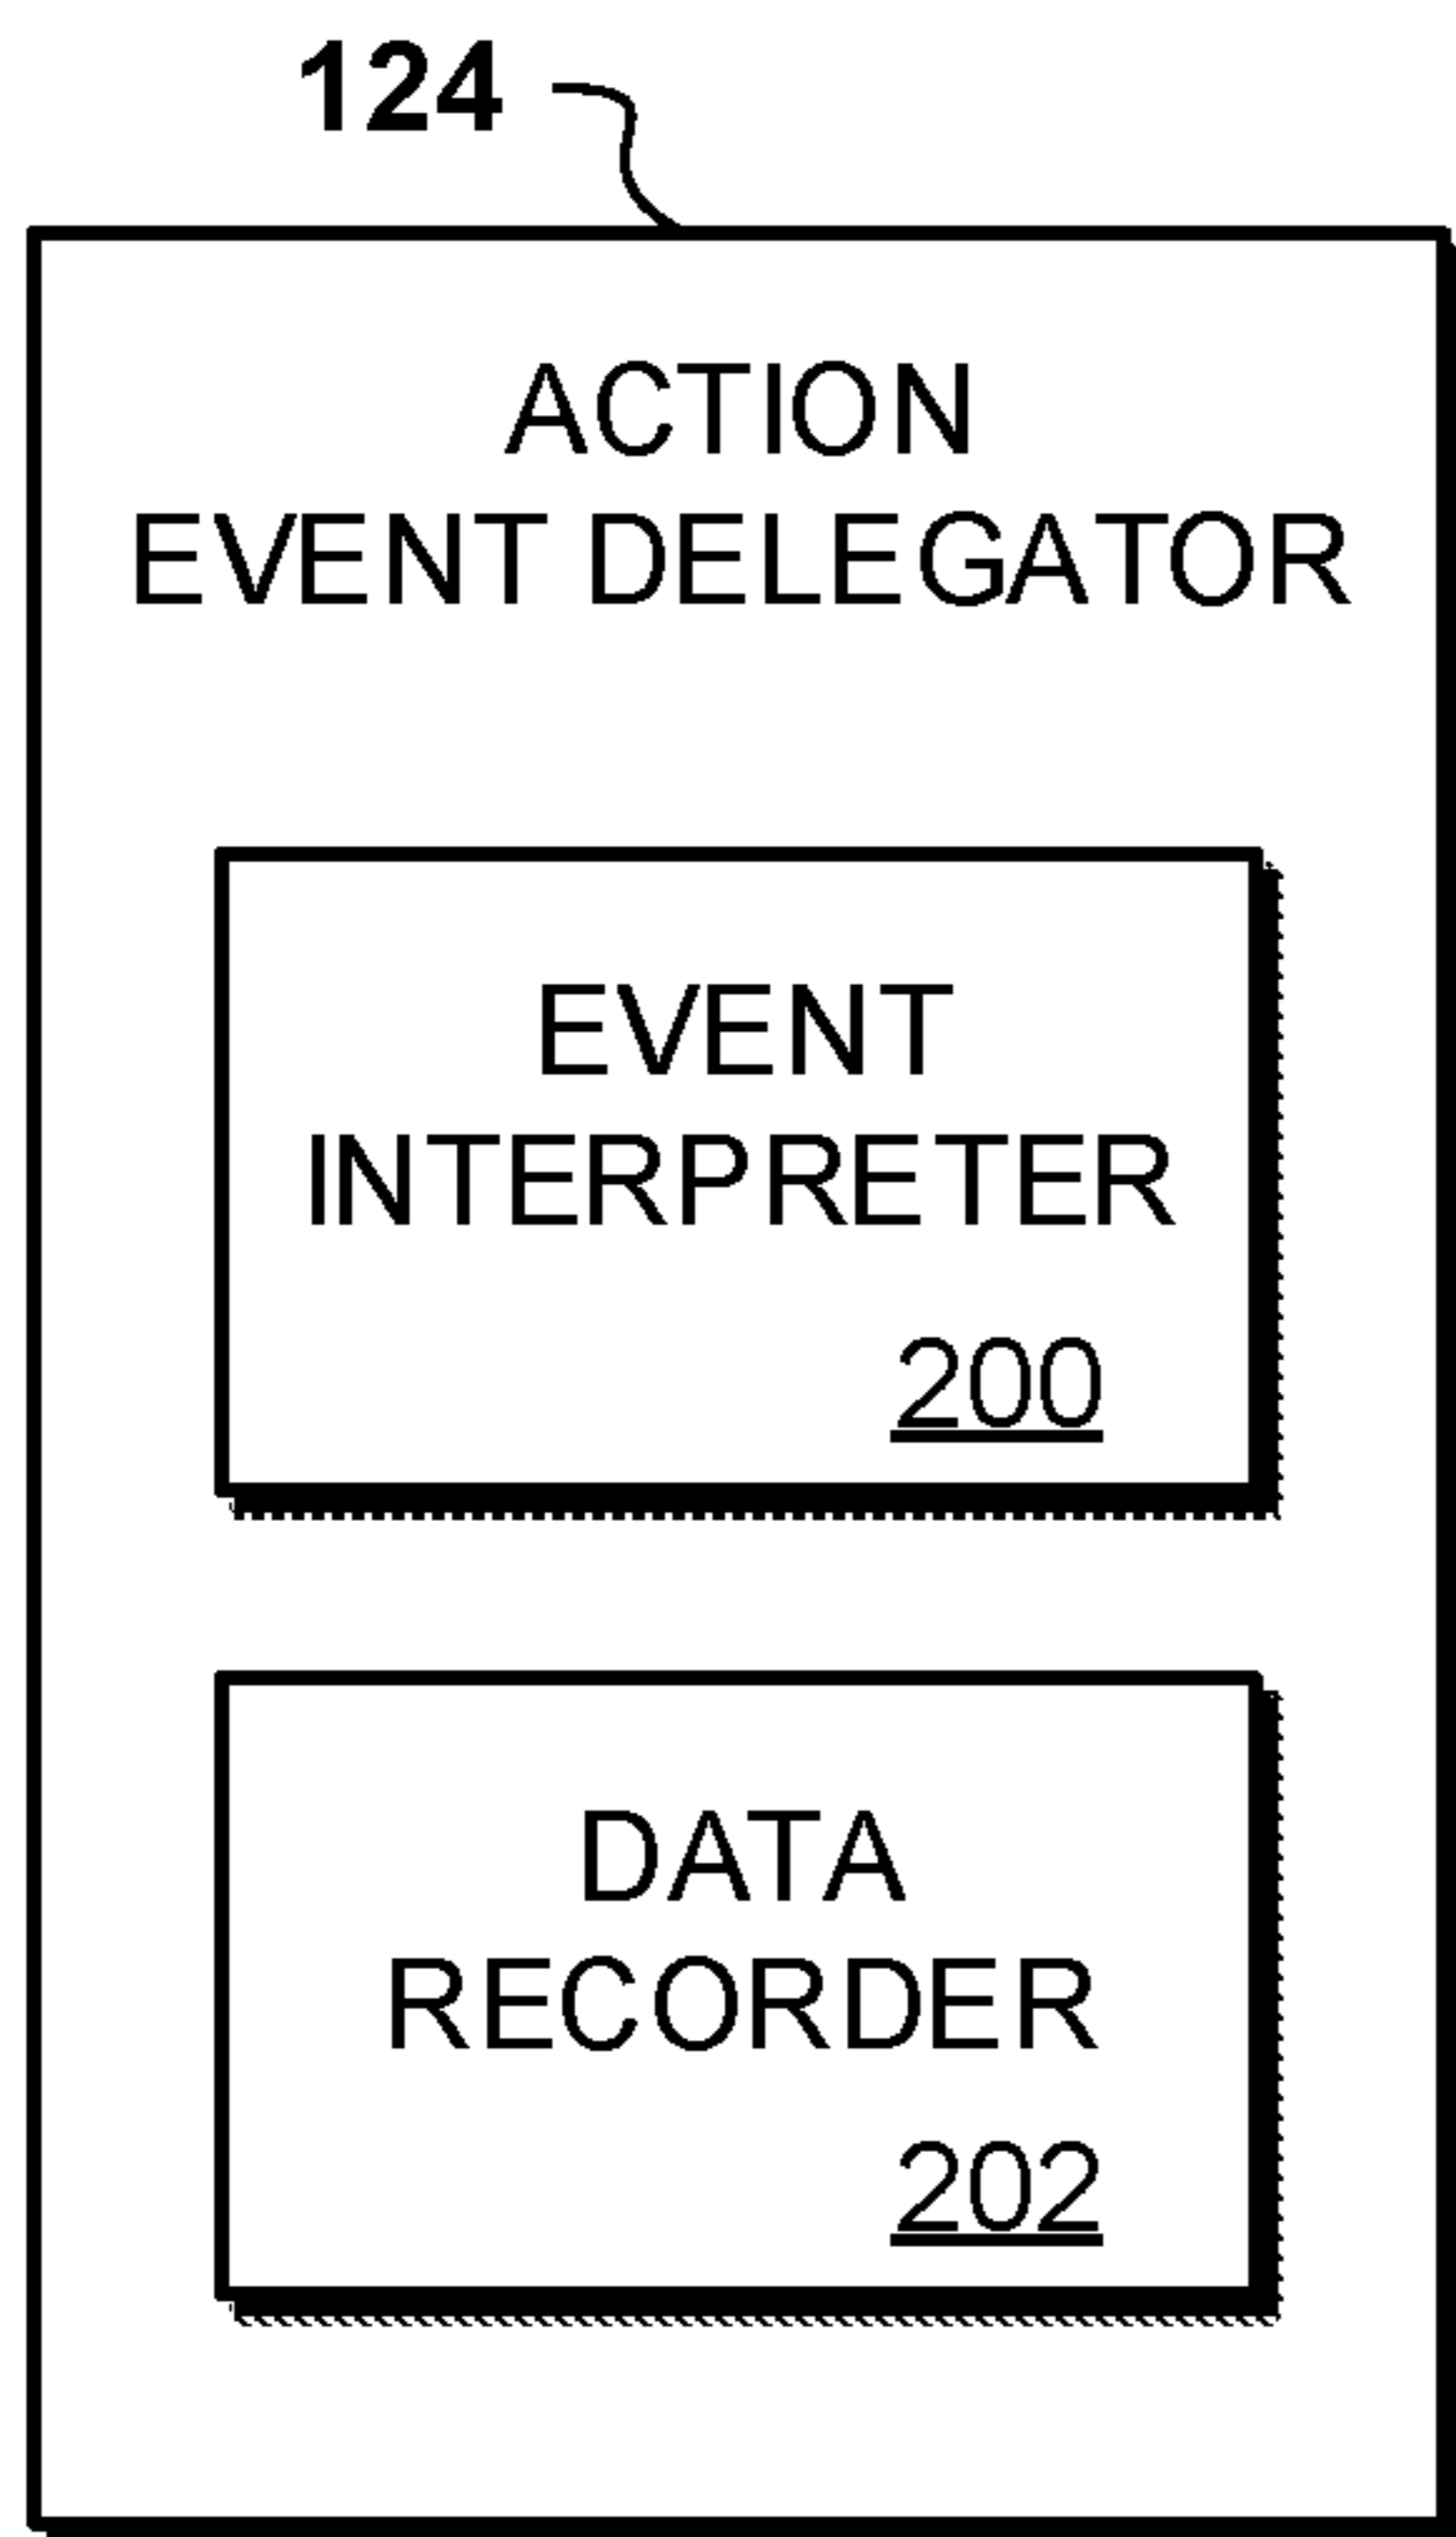 124
ACTION
EVENT DELEGATOR
EVENT
INTERPRETER
200
DATA
RECORDER
202